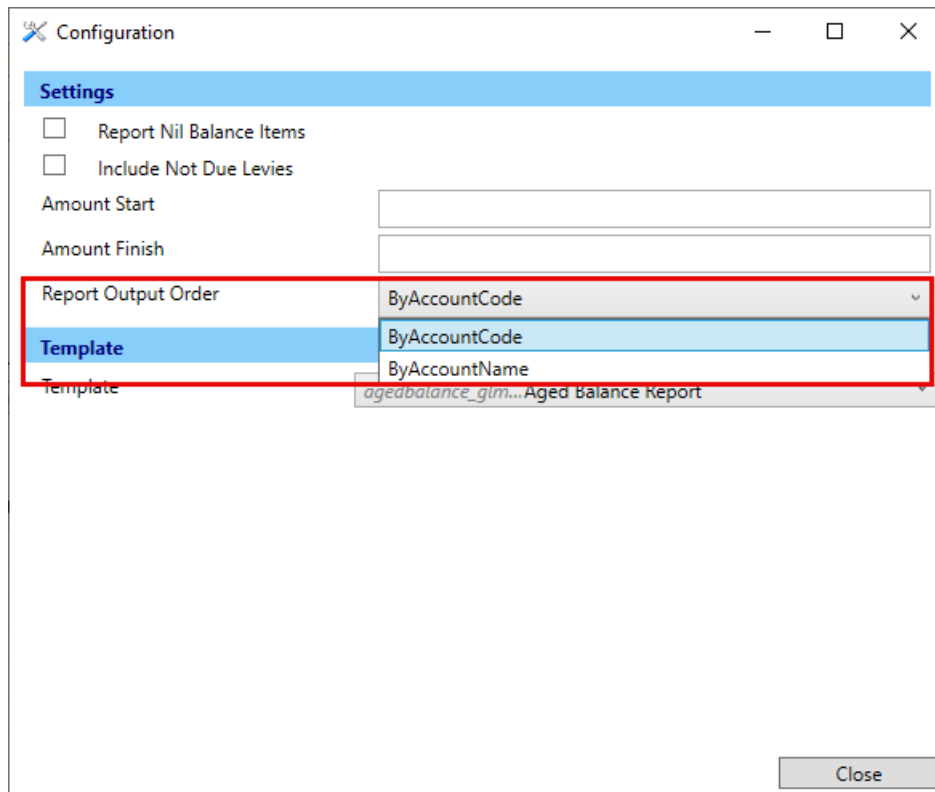 Configuration
Settings
Report Nil Balance Items
Include Not Due Levies
Amount Start
Amount Finish
Report Output Order ByAccountCode
ByAccountCode
Template
ByAccountName
Template agedbalance_glm...Aged Balance Report
Close